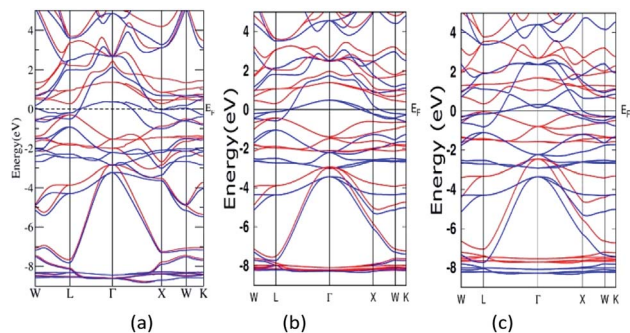 Energy(eV)
4
2
0
-2
-4
-6
-8
E_F
W L Γ X W K
(a)
Energy(eV)
4
2
0
-2
-4
-6
-8
E_F
W L Γ X W K
(b)
Energy (eV)
4
2
0
-2
-4
-6
-8
E_F
W L Γ X W K
(c)